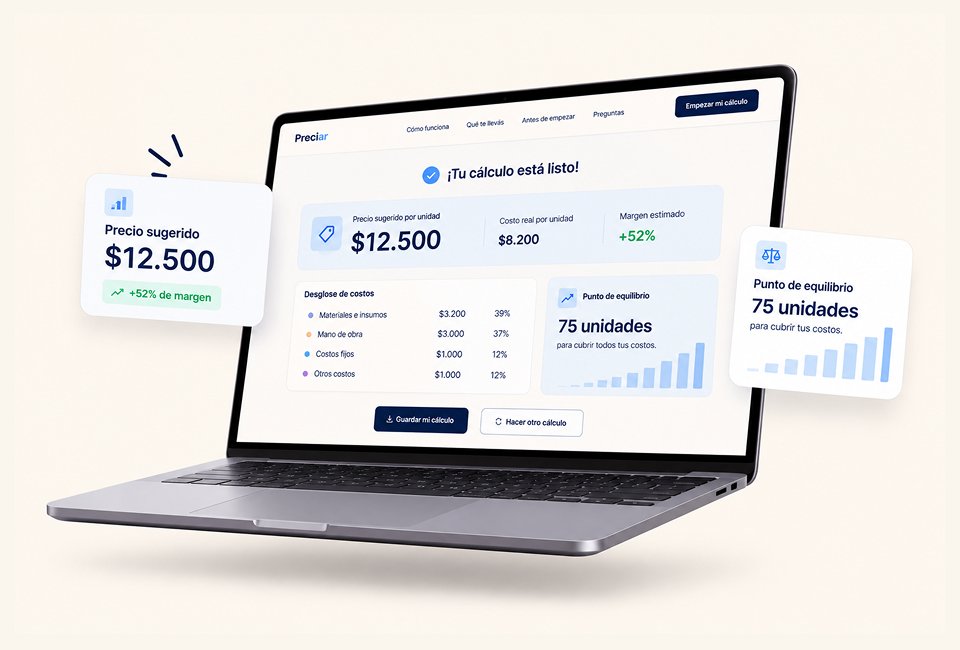 Preciar
Cómo funciona
Qué te llevás
Antes de empezar
Preguntas
Empezar mi cálculo
¡Tu cálculo está listo!
Precio sugerido por unidad
$12.500
Costo real por unidad
$8.200
Margen estimado
+52%
Desglose de costos
Materiales e insumos $3.200 39%
Mano de obra $3.000 37%
Costos fijos $1.000 12%
Otros costos $1.000 12%
Punto de equilibrio
75 unidades
para cubrir todos tus costos.
Guardar mi cálculo
Hacer otro cálculo
Precio sugerido
$12.500
+52% de margen
Punto de equilibrio
75 unidades
para cubrir tus costos.